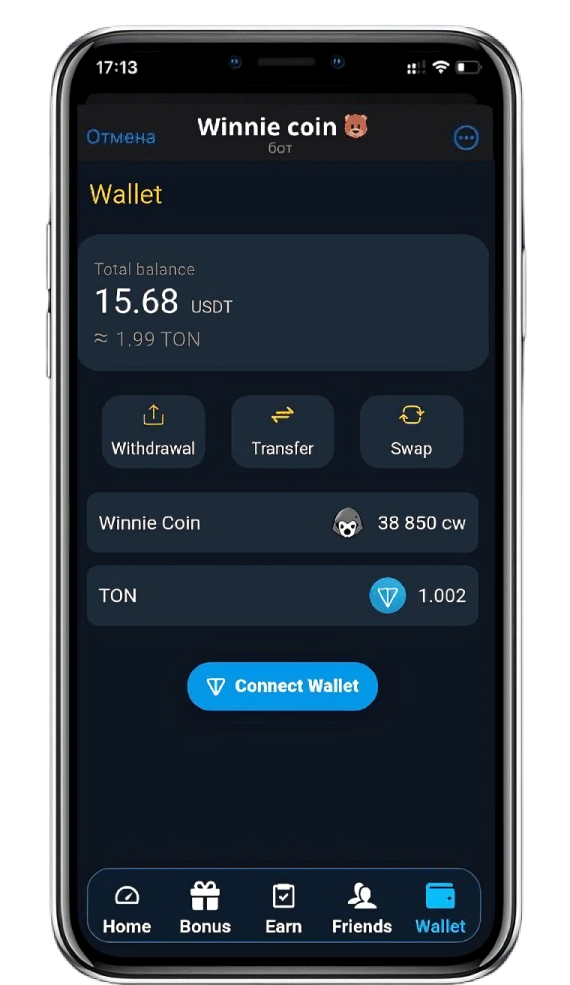 17:13
Отмена
Winnie coin
бот
Wallet
Total balance
15.68 USDT
≈ 1.99 TON
Withdrawal
Transfer
Swap
Winnie Coin
38 850 cw
TON
1.002
Connect Wallet
Home
Bonus
Earn
Friends
Wallet